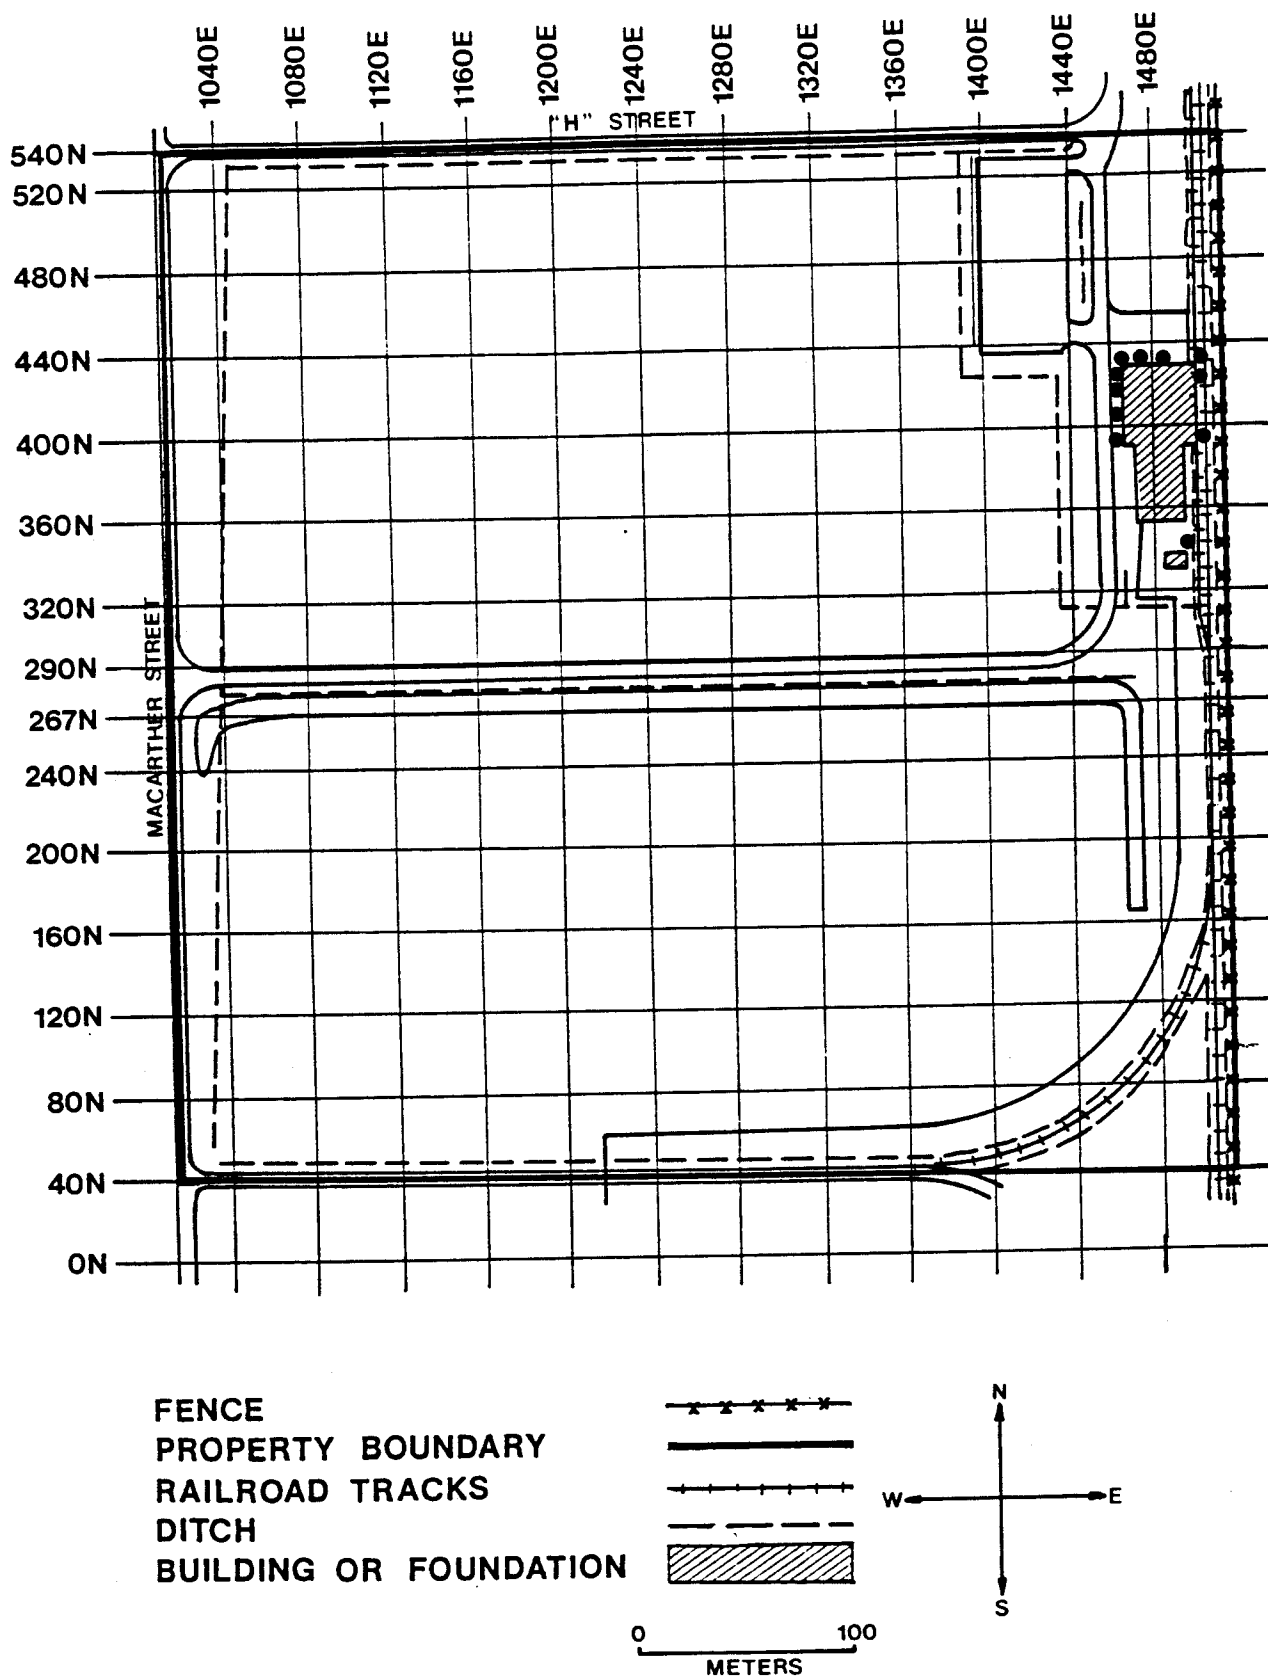 1040E
1080E
1120E
1160E
1200E
1240E
1280E
1320E
1360E
1400E
1440E
1480E
"H" STREET
540N
520N
480N
440N
400N
360N
320N
290N
267N
240N
200N
160N
120N
80N
40N
0N
MACARTHER STREET
FENCE
PROPERTY BOUNDARY
RAILROAD TRACKS
DITCH
BUILDING OR FOUNDATION
N
W E
S
0 100
METERS